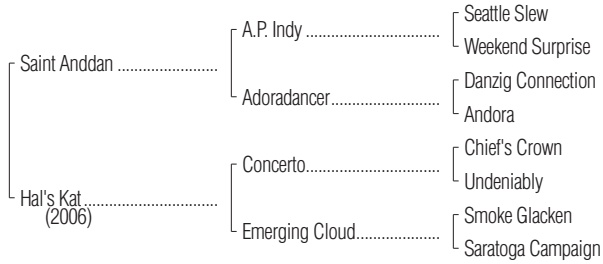 Seattle Slew
A.P. Indy ..............................
Weekend Surprise
Saint Anddan ......................
Danzig Connection
Adoradancer.........................
Andora
Chief's Crown
Concerto..............................
Undeniably
Hal's Kat.............................
(2006)
Smoke Glacken
Emerging Cloud...................
Saratoga Campaign